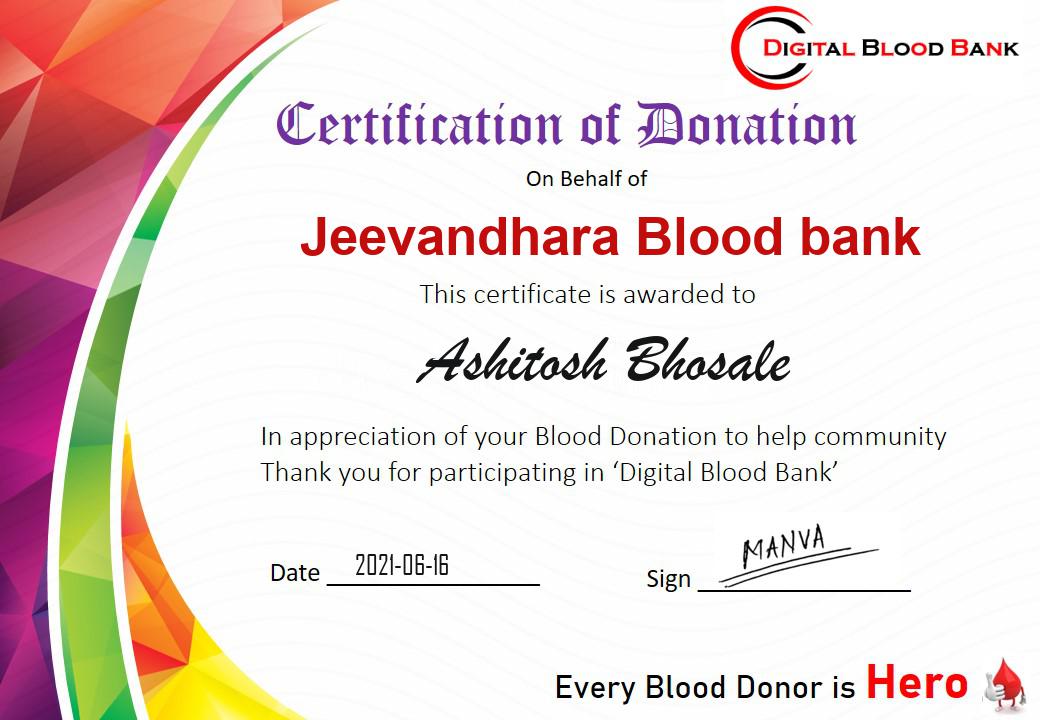 DIGITAL BLOOD BANK
Certification of Donation
On Behalf of
Jeevandhara Blood bank
This certificate is awarded to
Ashitosh Bhosale
In appreciation of your Blood Donation to help community
Thank you for participating in ‘Digital Blood Bank’
Date 2021-06-16
Sign MANVA
Every Blood Donor is Hero